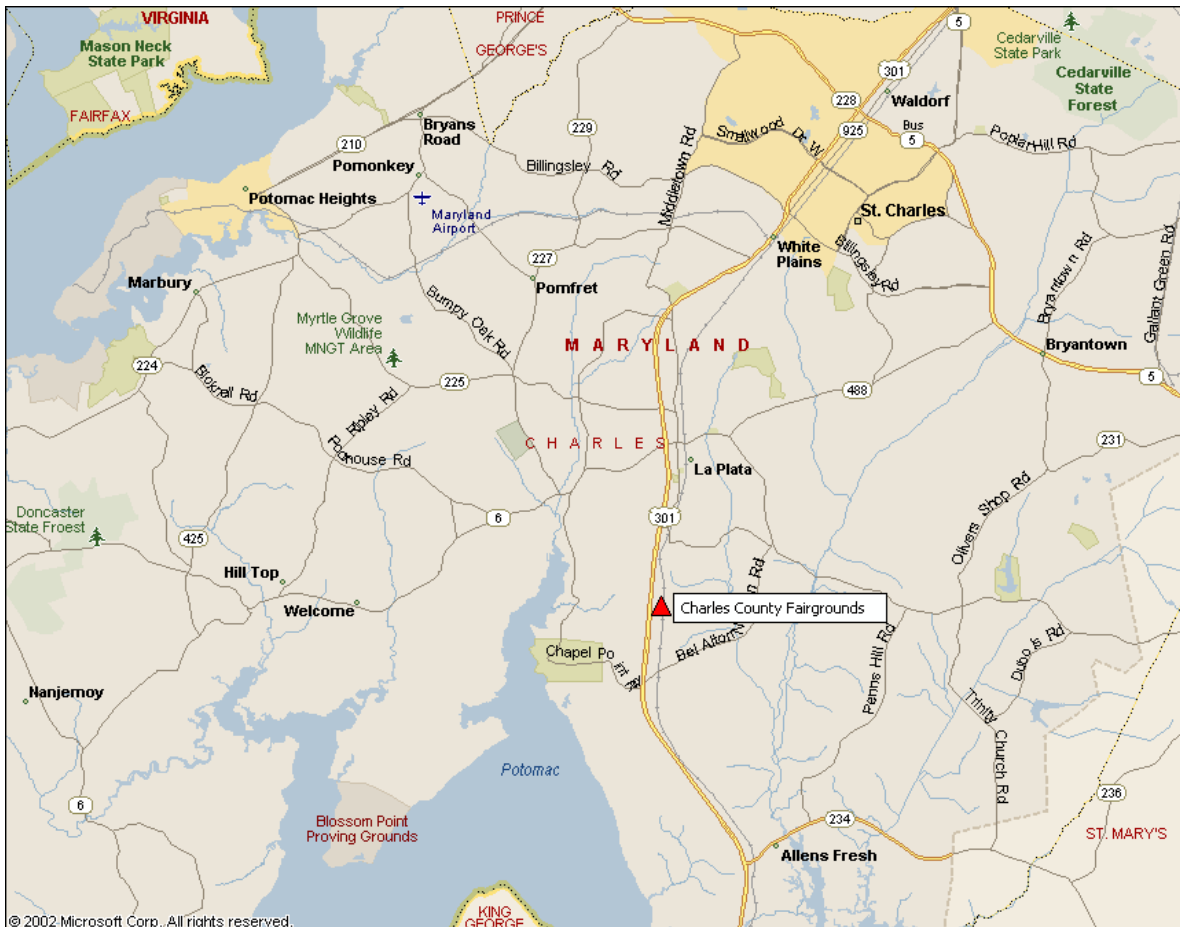 VIRGINIA
PRINCE
GEORGE'S
5
Cedarville
State Park
Mason Neck
State Park
301
Cedarville
State
Forest
FAIRFAX
228
Waldorf
Bryans
Road
229
925
Bus
5
210
Smallwood Dr W
Poplar Hill Rd
Pomonkey
Billingsley Rd
Middletown Rd
Potomac Heights
Maryland
Airport
St. Charles
White
Plains
Billingsley Rd
Bryantown Rd
Gallant Green Rd
227
Marbury
Pomfret
Bumpy Oak Rd
Myrtle Grove
Wildlife
MNGT Area
MARYLAND
Bryantown
224
225
5
Ripley Rd
488
CHARLES
231
Poorhouse Rd
La Plata
Doncaster
State Froest
6
301
Olivers Shop Rd
425
Hill Top
Welcome
Charles County Fairgrounds
Chapel Point Rd
Penns Hill Rd
Dubois Rd
Nanjemoy
Trinity Church Rd
Potomac
6
236
Blossom Point
Proving Grounds
234
ST. MARY'S
Allens Fresh
KING
GEORGE
© 2002 Microsoft Corp. All rights reserved.